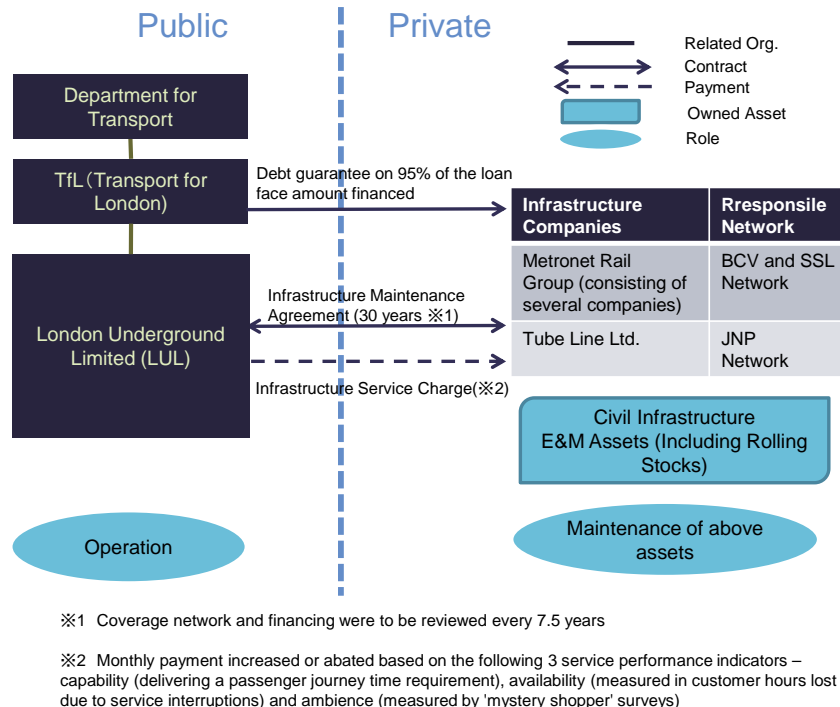 Public
Private
Related Org.
Contract
Payment
Owned Asset
Role
Department for
Transport
TfL（Transport for
London)
Debt guarantee on 95% of the loan
face amount financed
Infrastructure
Companies
Rresponsile
Network
Metronet Rail
Group (consisting of
several companies)
BCV and SSL
Network
Tube Line Ltd.
JNP
Network
London Underground
Limited (LUL)
Infrastructure Maintenance
Agreement (30 years ※1)
Infrastructure Service Charge(※2)
Civil Infrastructure
E&M Assets (Including Rolling
Stocks)
Operation
Maintenance of above
assets
※1 Coverage network and financing were to be reviewed every 7.5 years
※2 Monthly payment increased or abated based on the following 3 service performance indicators –
capability (delivering a passenger journey time requirement), availability (measured in customer hours lost
due to service interruptions) and ambience (measured by 'mystery shopper' surveys)